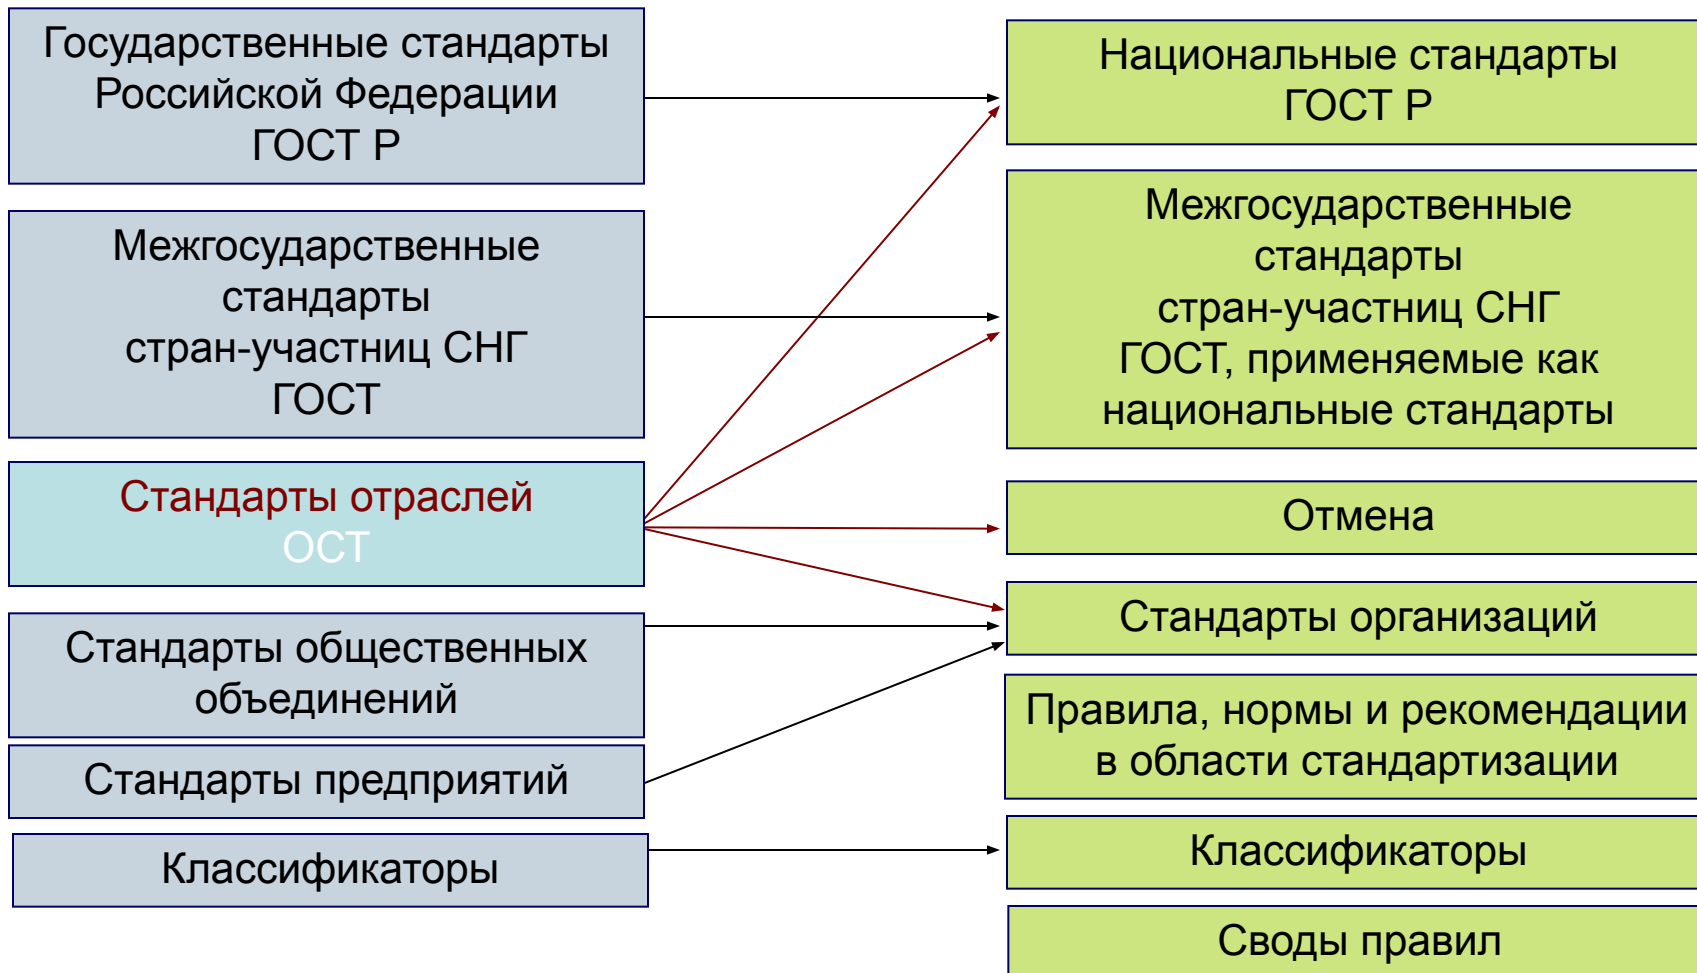 Государственные стандарты
Российской Федерации
ГОСТ Р
Межгосударственные
стандарты
стран-участниц СНГ
ГОСТ
Стандарты отраслей
ОСТ
Стандарты общественных
объединений
Стандарты предприятий
Классификаторы
Национальные стандарты
ГОСТ Р
Межгосударственные
стандарты
стран-участниц СНГ
ГОСТ, применяемые как
национальные стандарты
Отмена
Стандарты организаций
Правила, нормы и рекомендации
в области стандартизации
Классификаторы
Своды правил